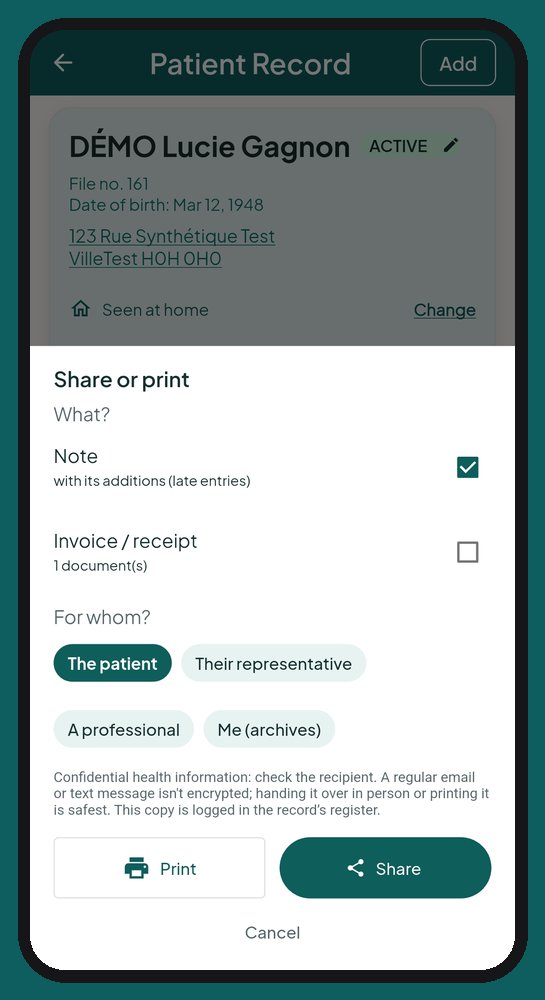 Patient Record
Add
DÉMO Lucie Gagnon
ACTIVE
File no. 161
Date of birth: Mar 12, 1948
123 Rue Synthétique Test
VilleTest H0H 0H0
Seen at home
Change
Share or print
What?
Note
with its additions (late entries)
Invoice / receipt
1 document(s)
For whom?
The patient
Their representative
A professional
Me (archives)
Confidential health information: check the recipient. A regular email
or text message isn't encrypted; handing it over in person or printing it
is safest. This copy is logged in the record's register.
Print
Share
Cancel